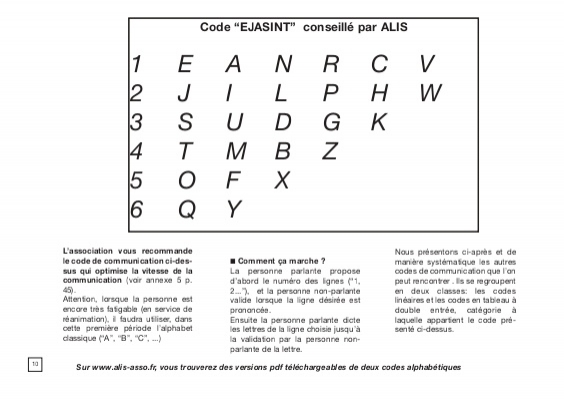 Code “EJASINT” conseillé par ALIS
1 E A N R C V
2 J I L P H W
3 S U D G K
4 T M B Z
5 O F X
6 Q Y
L'association vous recommande
le code de communication ci-des-
sus qui optimise la vitesse de la
communication (voir annexe 5 p.
45).
Attention, lorsque la personne est
encore très fatigable (en service de
réanimation), il faudra utiliser, dans
cette première période l'alphabet
classique (“A”, “B”, “C”, ...)
■ Comment ça marche ?
La personne parlante propose
d'abord le numéro des lignes (“1,
2...”), et la personne non-parlante
valide lorsque la ligne désirée est
prononcée.
Ensuite la personne parlante dicte
les lettres de la ligne choisie jusqu'à
la validation par la personne non-
parlante de la lettre.
Nous présentons ci-après et de
manière systématique les autres
codes de communication que l'on
peut rencontrer . Ils se regroupent
en deux classes: les codes
linéaires et les codes en tableau à
double entrée, catégorie à
laquelle appartient le code pré-
senté ci-dessus.
10
Sur www.alis-asso.fr, vous trouverez des versions pdf téléchargeables de deux codes alphabétiques